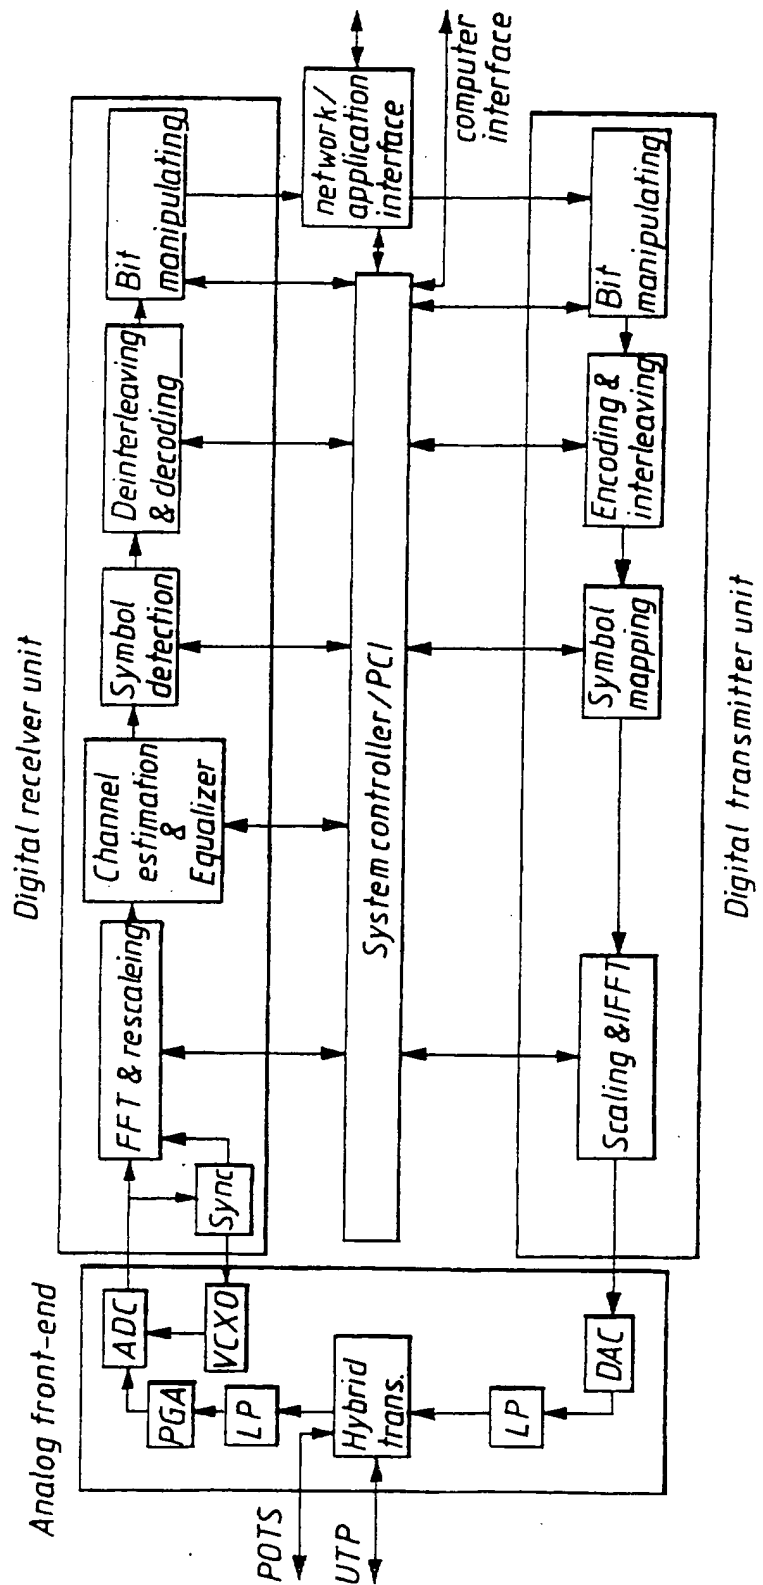 Analog front-end
Digital recelver unit
Digital transmitter unit
POTS
UTP
Hybrid
trans.
LP
PGA
ADC
VCXO
LP
DAC
Sync
FFT & rescaleing
Channel
estimation
&
Equalizer
Symbol
detection
Deinterleaving
& decoding
Bit
manipulating
System controller/PCI
network/
application
interface
computer
interface
Scaling &IFFT
Symbol
mapping
Encoding &
interleaving
Bit
manipulating